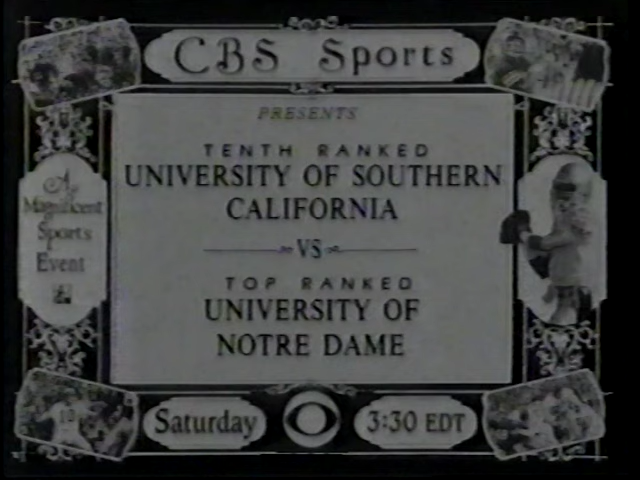 CBS Sports
PRESENTS
TENTH RANKED
UNIVERSITY OF SOUTHERN
CALIFORNIA
VS
TOP RANKED
UNIVERSITY OF
NOTRE DAME
A
Magnificent
Sports
Event
10
Saturday
3:30 EDT